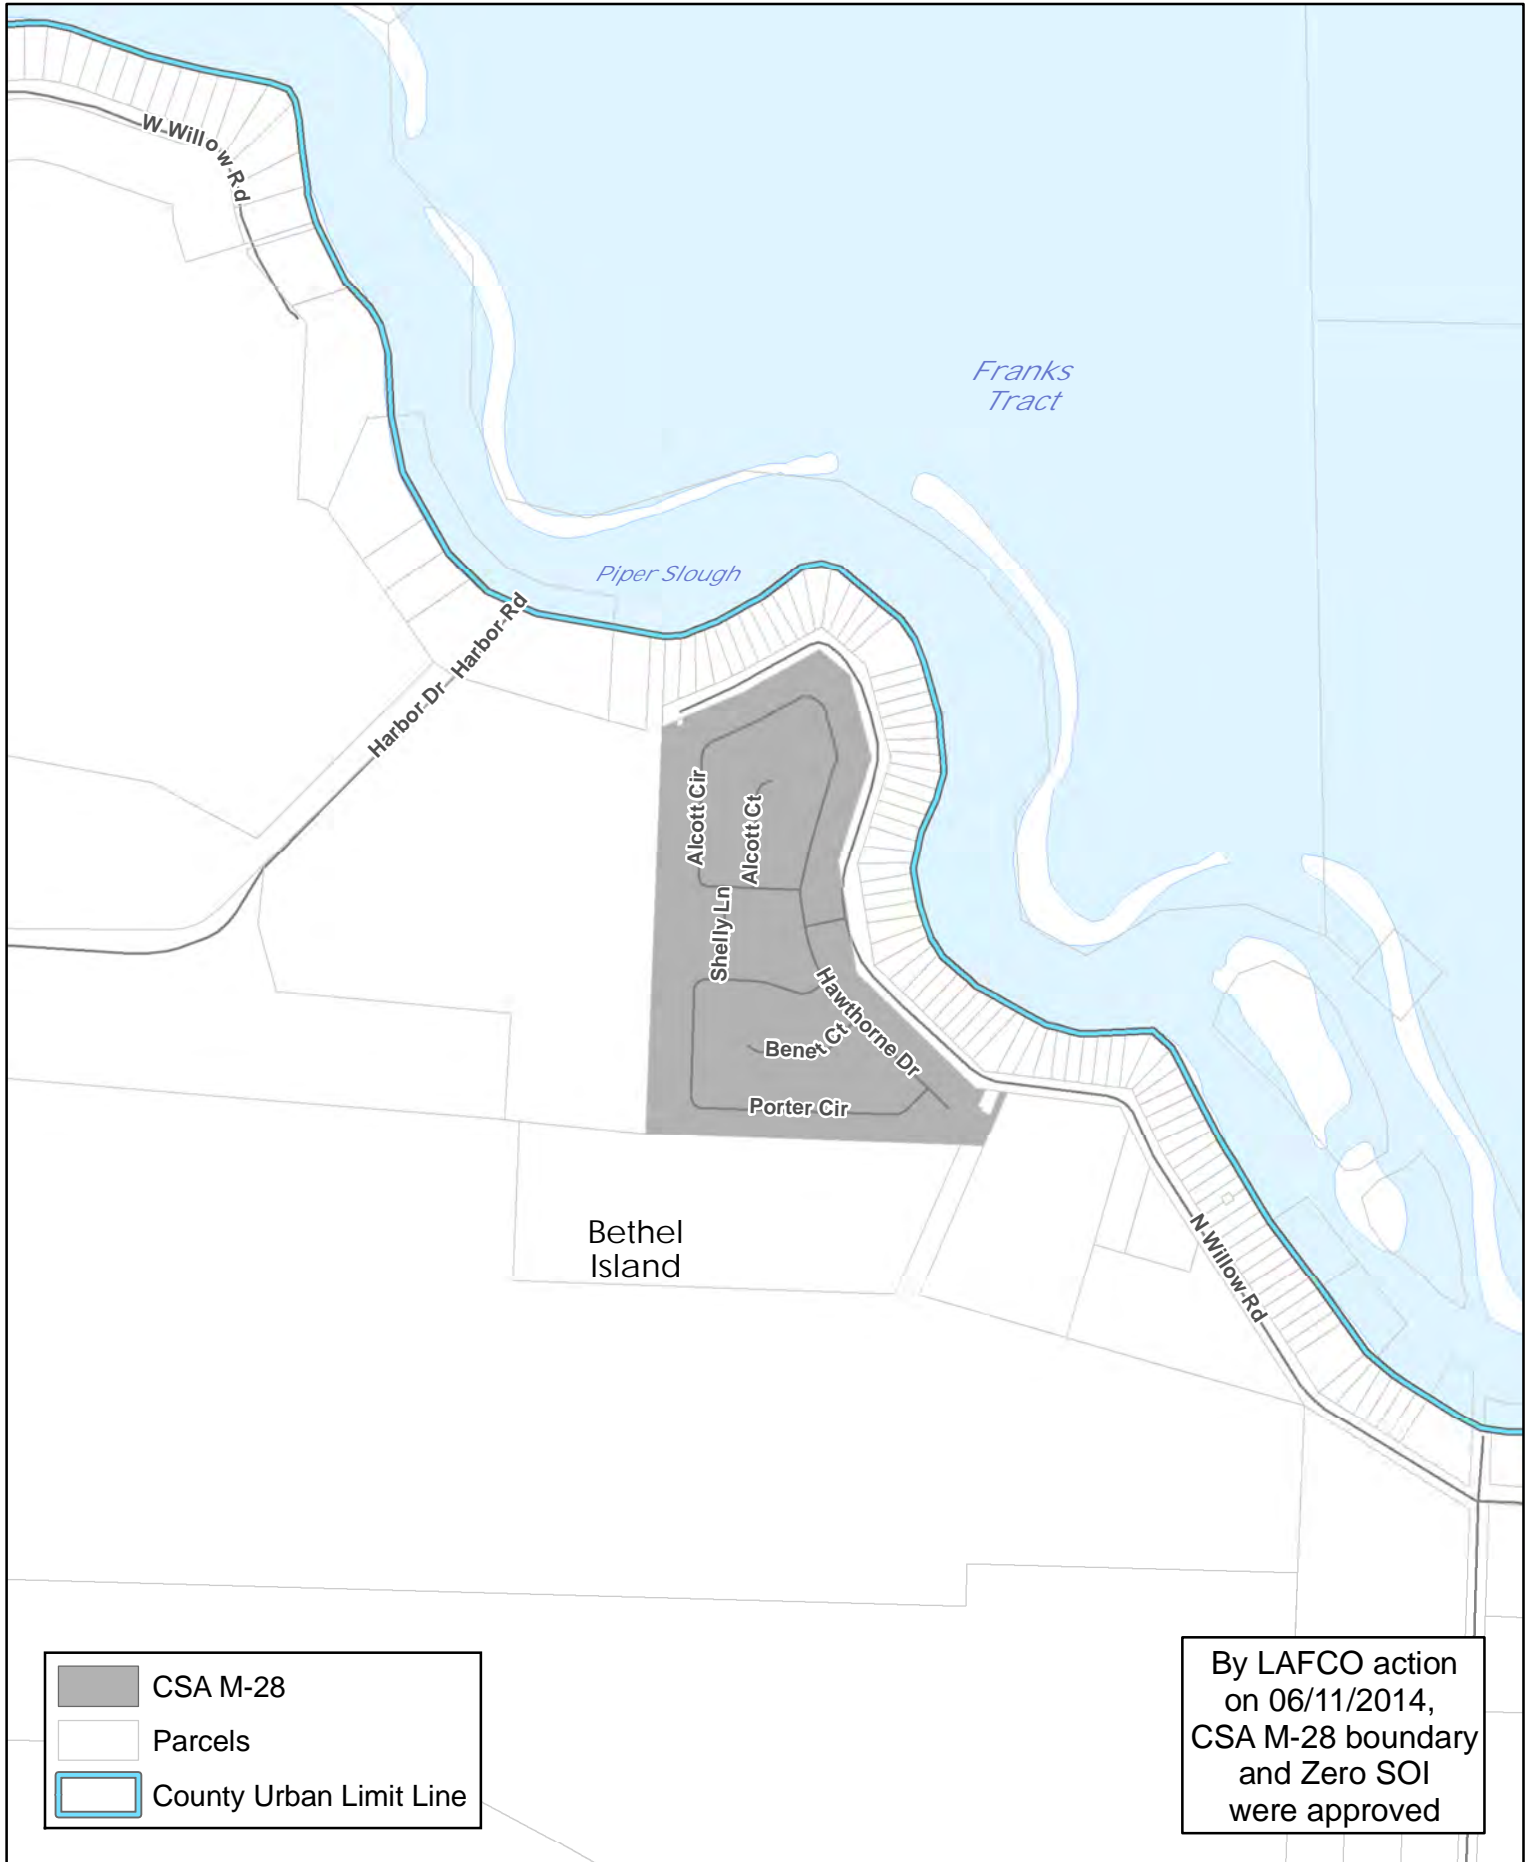 W Willow Rd
Franks
Tract
Piper Slough
Harbor Rd
Harbor Dr
Alcott Cir
Alcott Ct
Shelly Ln
Hawthorne Dr
Benet Ct
Porter Cir
Bethel
Island
N Willow Rd
CSA M-28
Parcels
County Urban Limit Line
By LAFCO action
on 06/11/2014,
CSA M-28 boundary
and Zero SOI
were approved